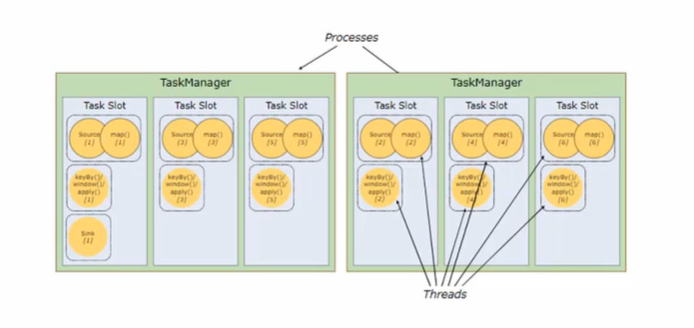 Processes
TaskManager
TaskManager
Task Slot
Task Slot
Task Slot
Task Slot
Task Slot
Task Slot
Source
[1]
map()
[1]
Source
[3]
map()
[3]
Source
[5]
map()
[5]
Source
[2]
map()
[2]
Source
[4]
map()
[4]
Source
[6]
map()
[6]
keyBy()/
window()/
apply()
[1]
keyBy()/
window()/
apply()
[3]
keyBy()/
window()/
apply()
[5]
keyBy()/
window()/
apply()
[2]
keyBy()/
window()/
apply()
[4]
keyBy()/
window()/
apply()
[6]
Sink
[1]
Threads